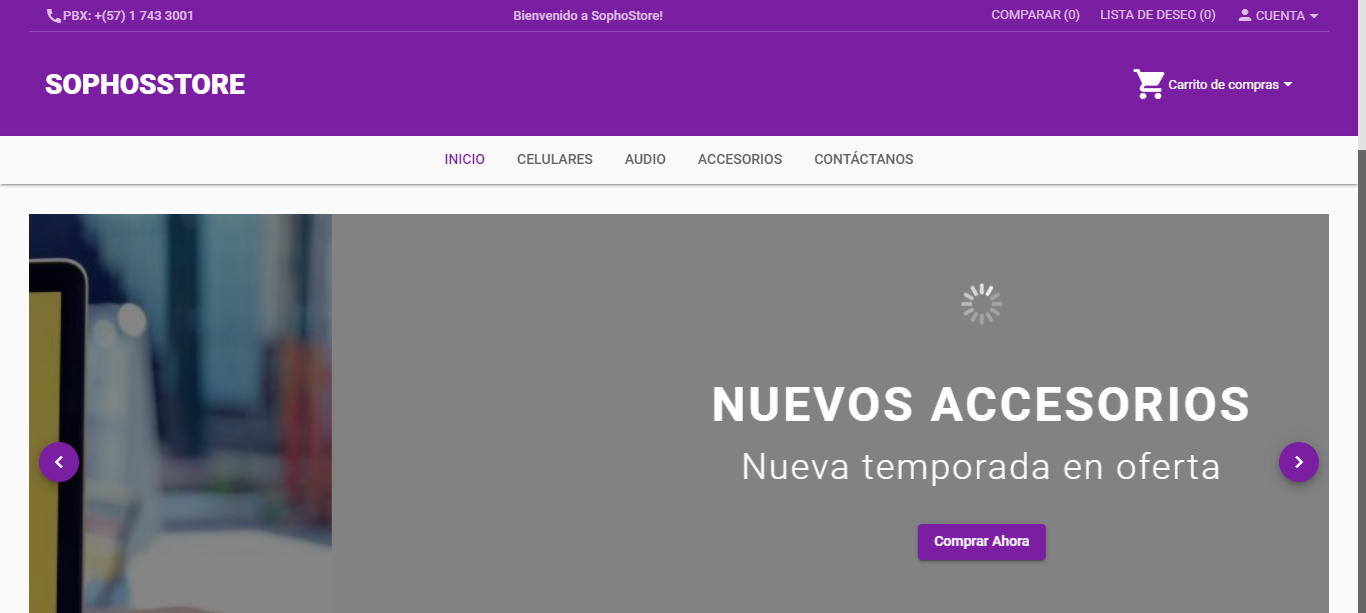 PBX: +(57) 1 743 3001
Bienvenido a SophoStore!
COMPARAR (0)
LISTA DE DESEO (0)
CUENTA
SOPHOSSTORE
Carrito de compras
INICIO
CELULARES
AUDIO
ACCESORIOS
CONTÁCTANOS
NUEVOS ACCESORIOS
Nueva temporada en oferta
Comprar Ahora